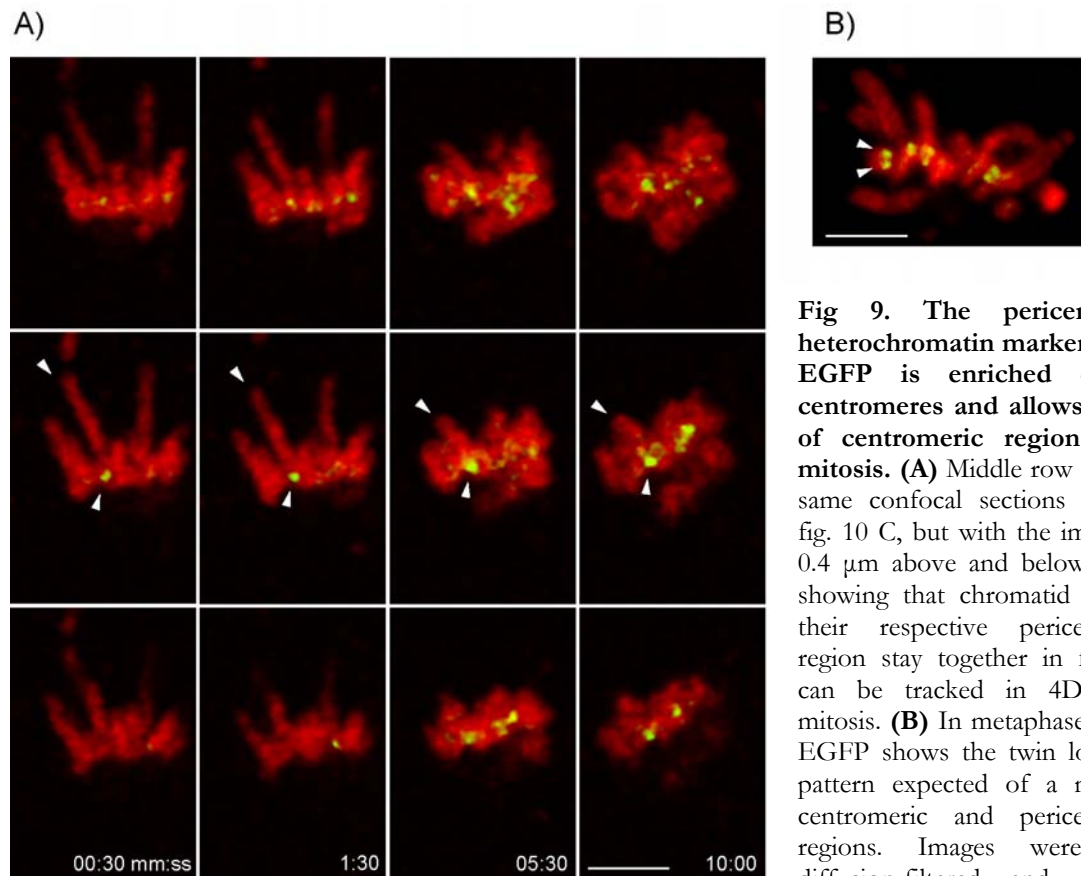 A)
B)
00:30 mm:ss
1:30
05:30
10:00
Fig 9. The pericen
heterochromatin marker
EGFP is enriched
centromeres and allows
of centromeric region
mitosis. (A) Middle row
same confocal sections
fig. 10 C, but with the im
0.4 µm above and below
showing that chromatid
their respective perice
region stay together in
can be tracked in 4D
mitosis. (B) In metaphase
EGFP shows the twin lo
pattern expected of a
centromeric and perice
regions. Images were